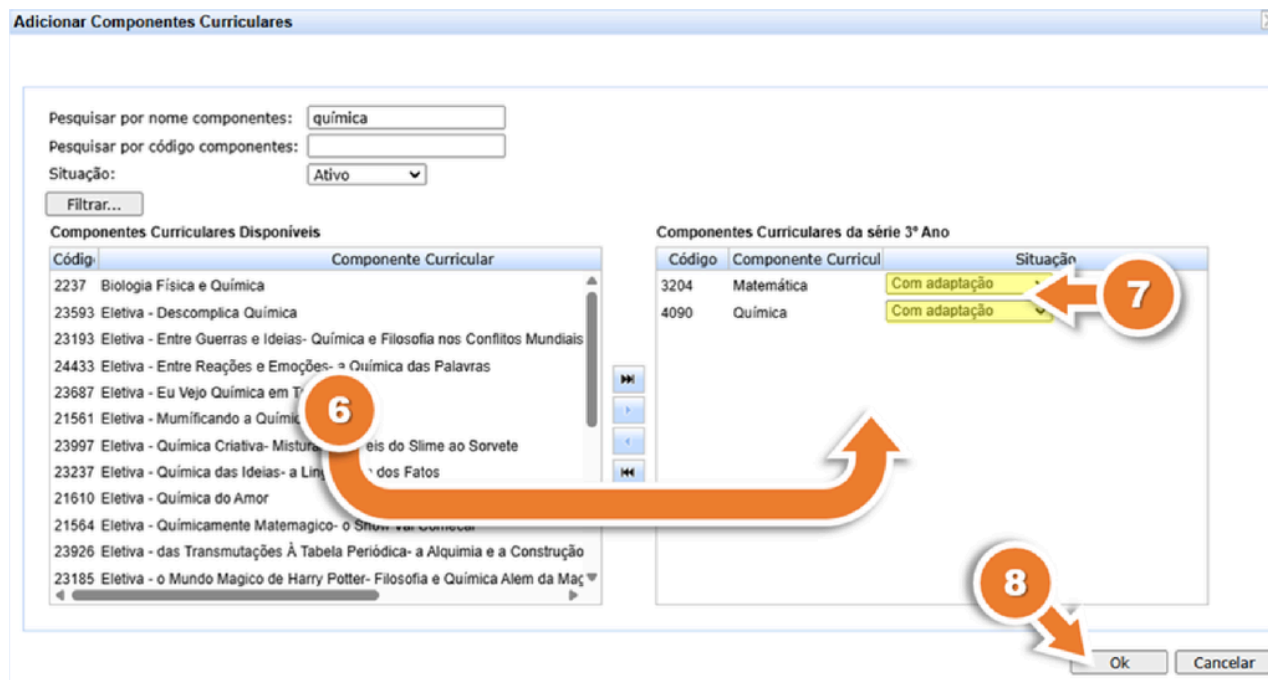 Adicionar Componentes Curriculares
Pesquisar por nome componentes: química
Pesquisar por código componentes:
Situação: Ativo
Filtrar...
Componentes Curriculares Disponíveis
Códig Componente Curricular
2237 Biologia Física e Química
23593 Eletiva - Descomplica Química
23193 Eletiva - Entre Guerras e Ideias- Química e Filosofia nos Conflitos Mundiais
24433 Eletiva - Entre Reações e Emoções- a Química das Palavras
23687 Eletiva - Eu Vejo Química em
21561 Eletiva - Mumificando a
23997 Eletiva - Química Criativa- do Slime ao Sorvete
23237 Eletiva - Química das Ideias- a dos Fatos
21610 Eletiva - Química do Amor
21564 Eletiva - Químicamente Matemagico- o
23926 Eletiva - das Transmutações À Tabela Periódica- a Alquimia e a Construção
23185 Eletiva - o Mundo Magico de Harry Potter- Filosofia e Química Alem da Maç
6
Componentes Curriculares da série 3º Ano
Código Componente Curricul Situação
3204 Matemática Com adaptação
4090 Química Com adaptação
7
8
Ok Cancelar